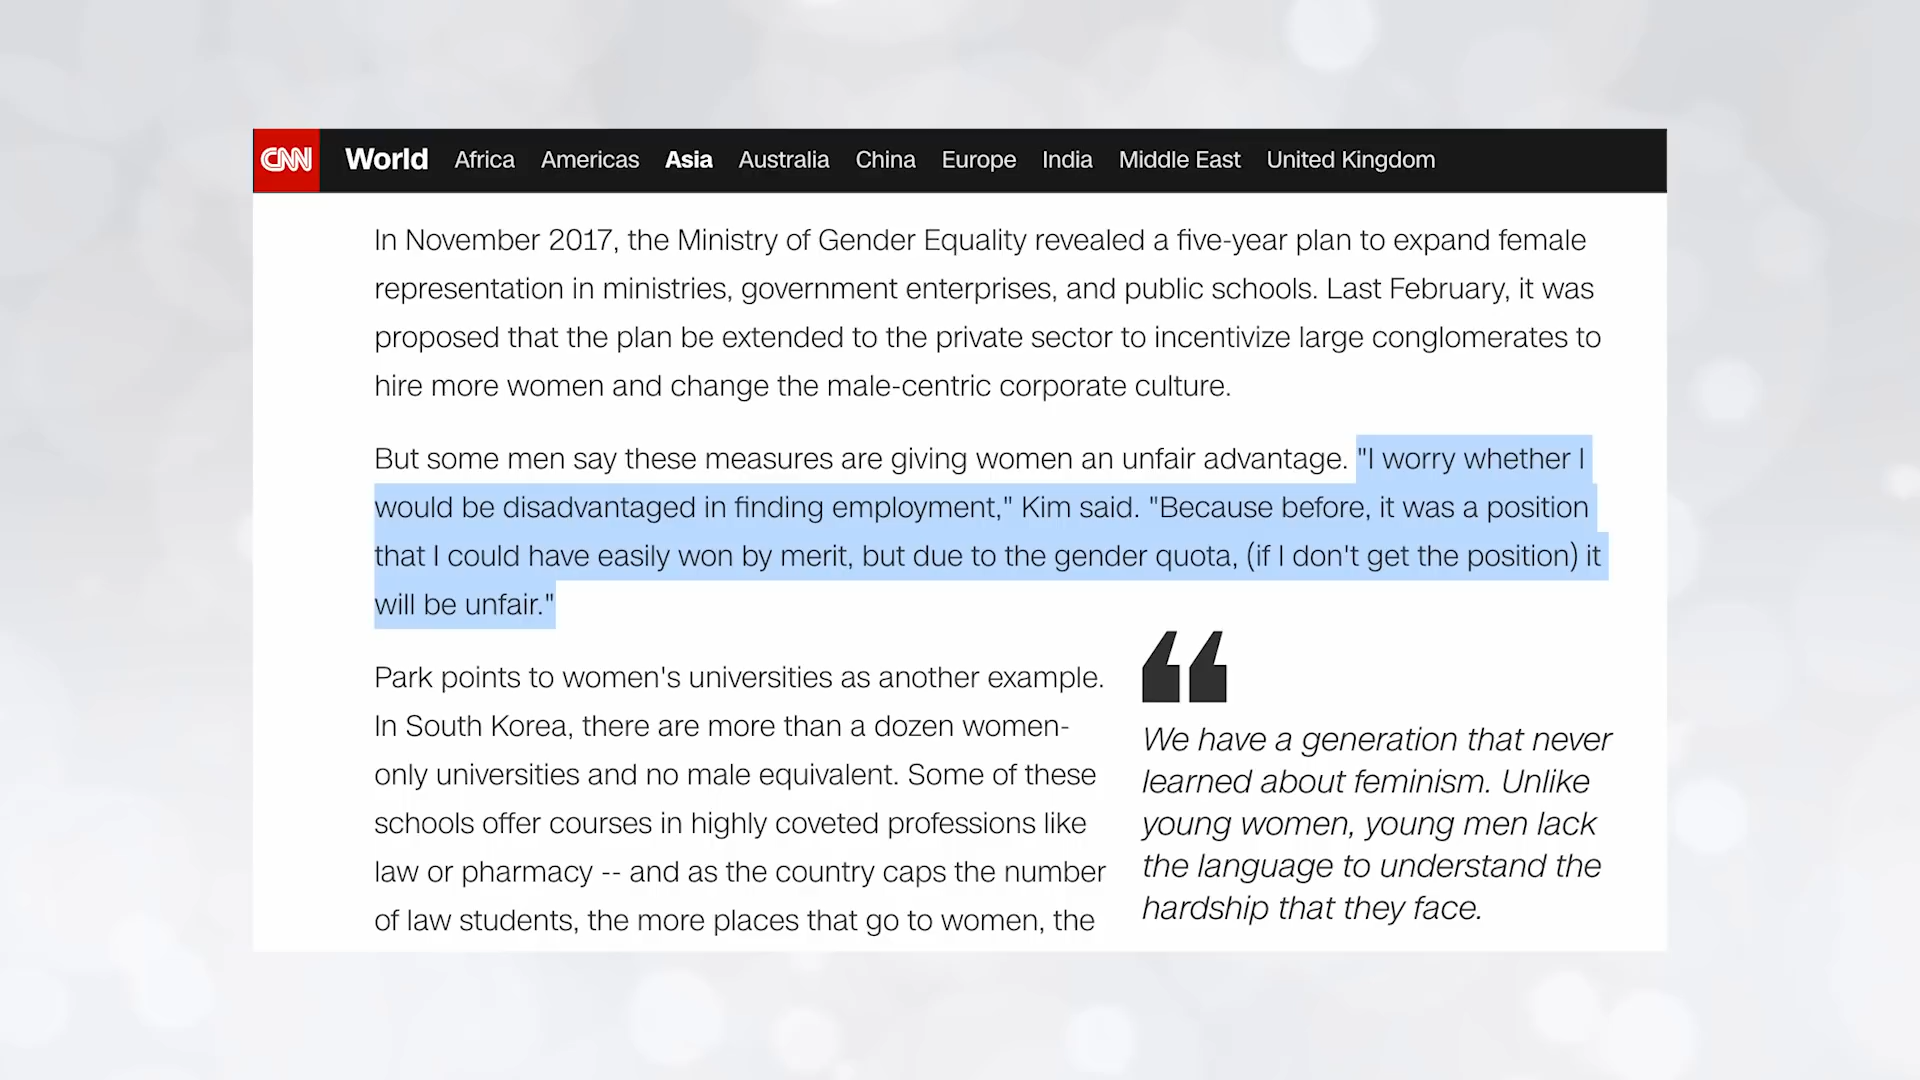 CNN World Africa Americas Asia Australia China Europe India Middle East United Kingdom
In November 2017, the Ministry of Gender Equality revealed a five-year plan to expand female
representation in ministries, government enterprises, and public schools. Last February, it was
proposed that the plan be extended to the private sector to incentivize large conglomerates to
hire more women and change the male-centric corporate culture.
But some men say these measures are giving women an unfair advantage. "I worry whether I
would be disadvantaged in finding employment," Kim said. "Because before, it was a position
that I could have easily won by merit, but due to the gender quota, (if I don't get the position) it
will be unfair."
Park points to women's universities as another example.
In South Korea, there are more than a dozen women-
only universities and no male equivalent. Some of these
schools offer courses in highly coveted professions like
law or pharmacy -- and as the country caps the number
of law students, the more places that go to women, the
“
We have a generation that never
learned about feminism. Unlike
young women, young men lack
the language to understand the
hardship that they face.